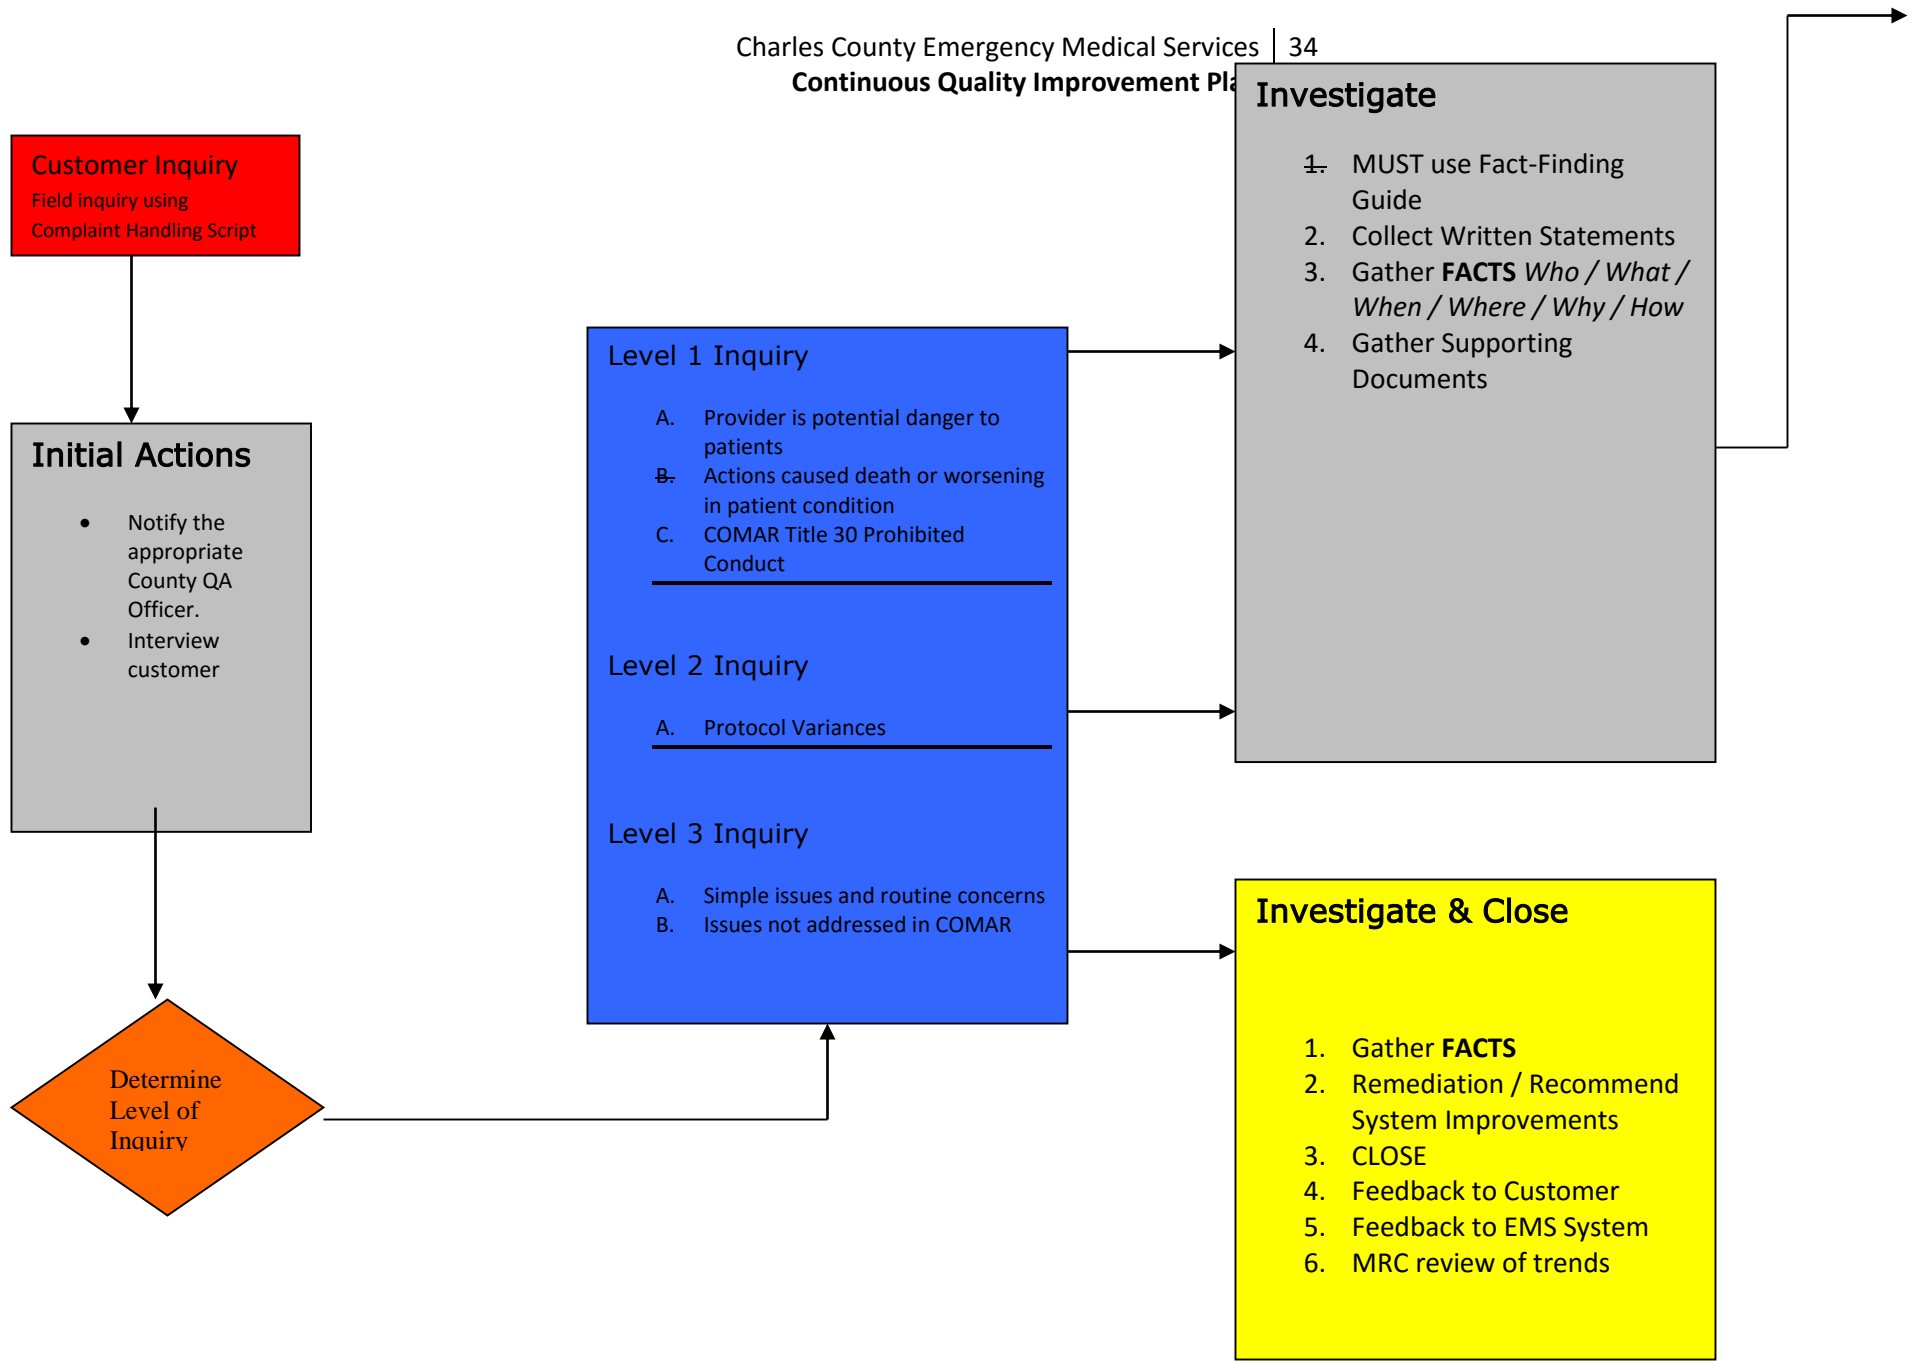 Charles County Emergency Medical Services 34
Continuous Quality Improvement Pla
Customer Inquiry
Field inquiry using
Complaint Handling Script
Initial Actions
• Notify the
appropriate
County QA
Officer.
• Interview
customer
Determine
Level of
Inquiry
Level 1 Inquiry
A. Provider is potential danger to
patients
B. Actions caused death or worsening
in patient condition
C. COMAR Title 30 Prohibited
Conduct
Level 2 Inquiry
A. Protocol Variances
Level 3 Inquiry
A. Simple issues and routine concerns
B. Issues not addressed in COMAR
Investigate
1. MUST use Fact-Finding
Guide
2. Collect Written Statements
3. Gather FACTS Who / What /
When / Where / Why / How
4. Gather Supporting
Documents
Investigate & Close
1. Gather FACTS
2. Remediation / Recommend
System Improvements
3. CLOSE
4. Feedback to Customer
5. Feedback to EMS System
6. MRC review of trends